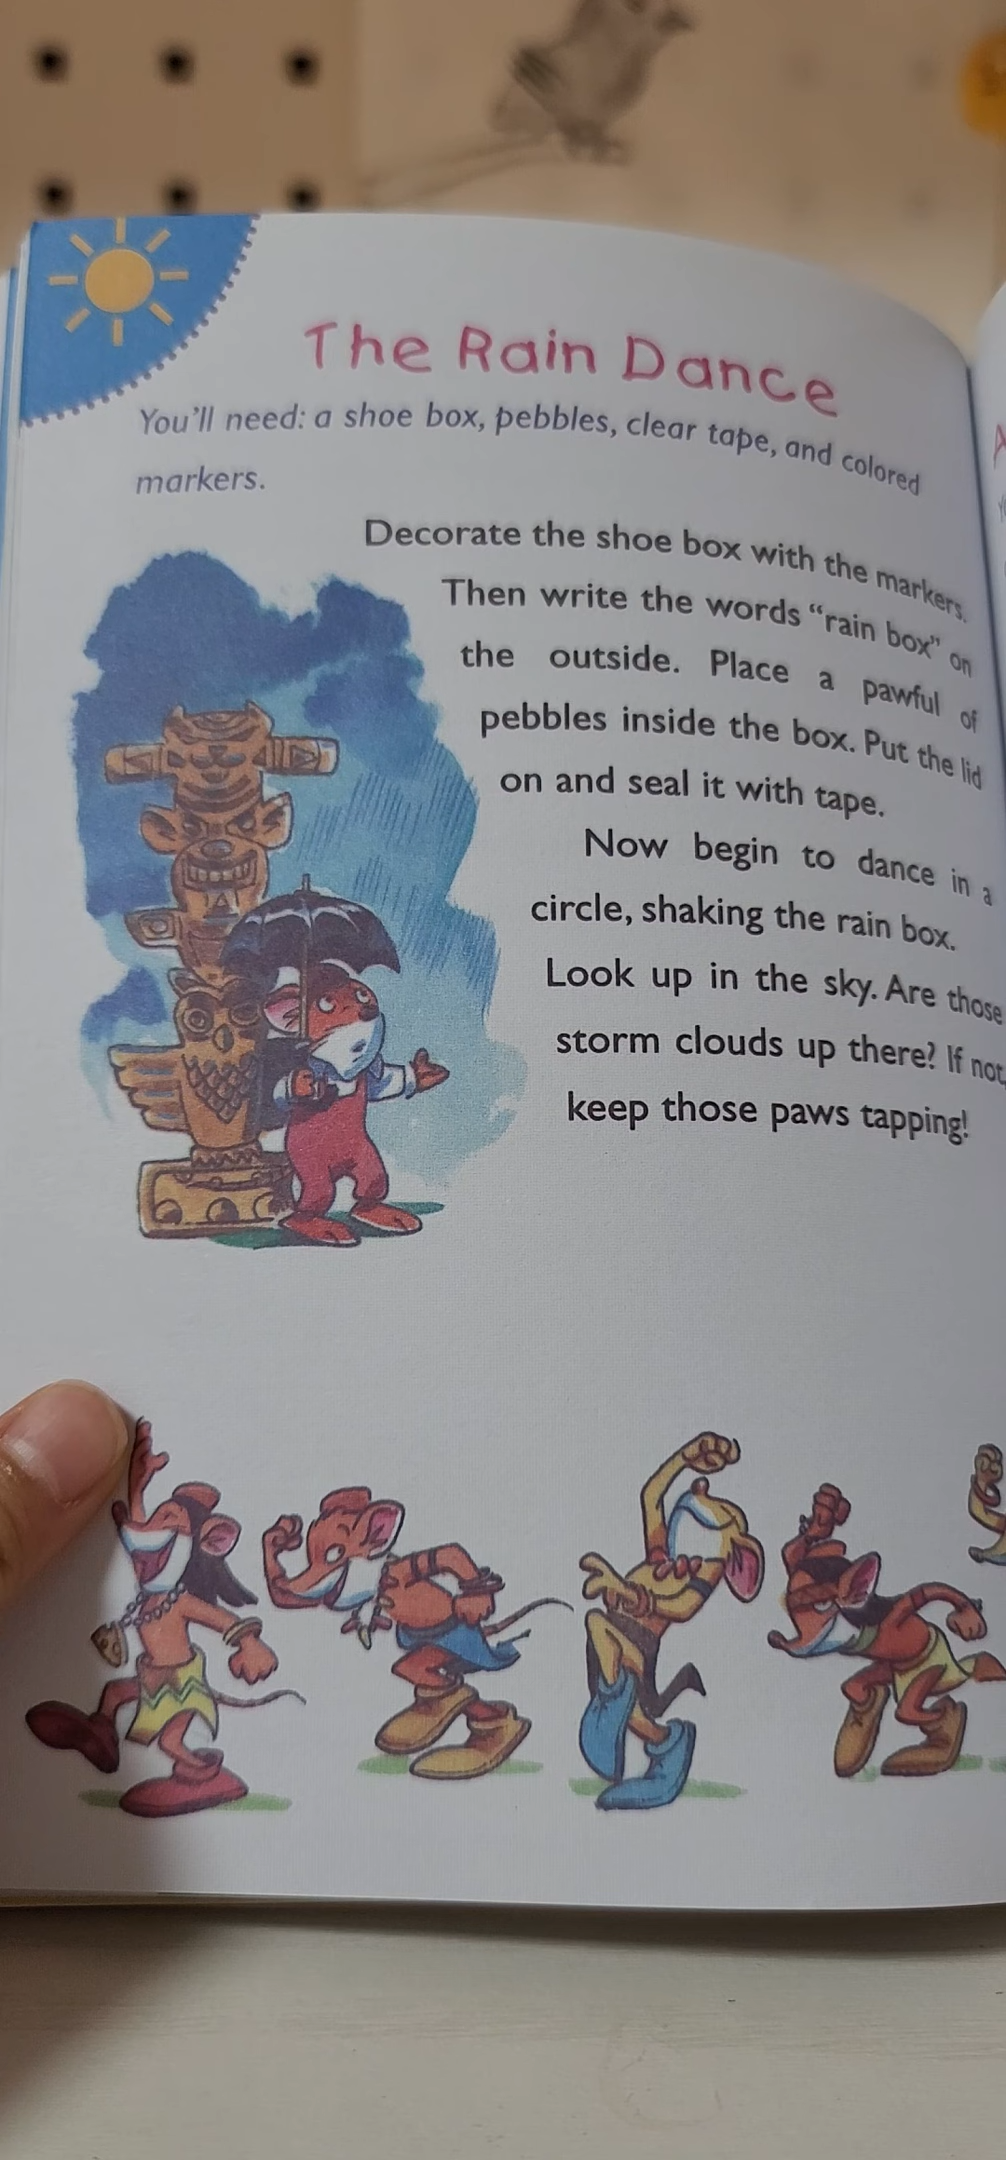 The Rain Dance
You'll need: a shoe box, pebbles, clear tape, and colored
markers.
Decorate the shoe box with the markers.
Then write the words “rain box” on
the outside. Place a pawful of
pebbles inside the box. Put the lid
on and seal it with tape.
Now begin to dance in a
circle, shaking the rain box.
Look up in the sky. Are those
storm clouds up there? If not,
keep those paws tapping!